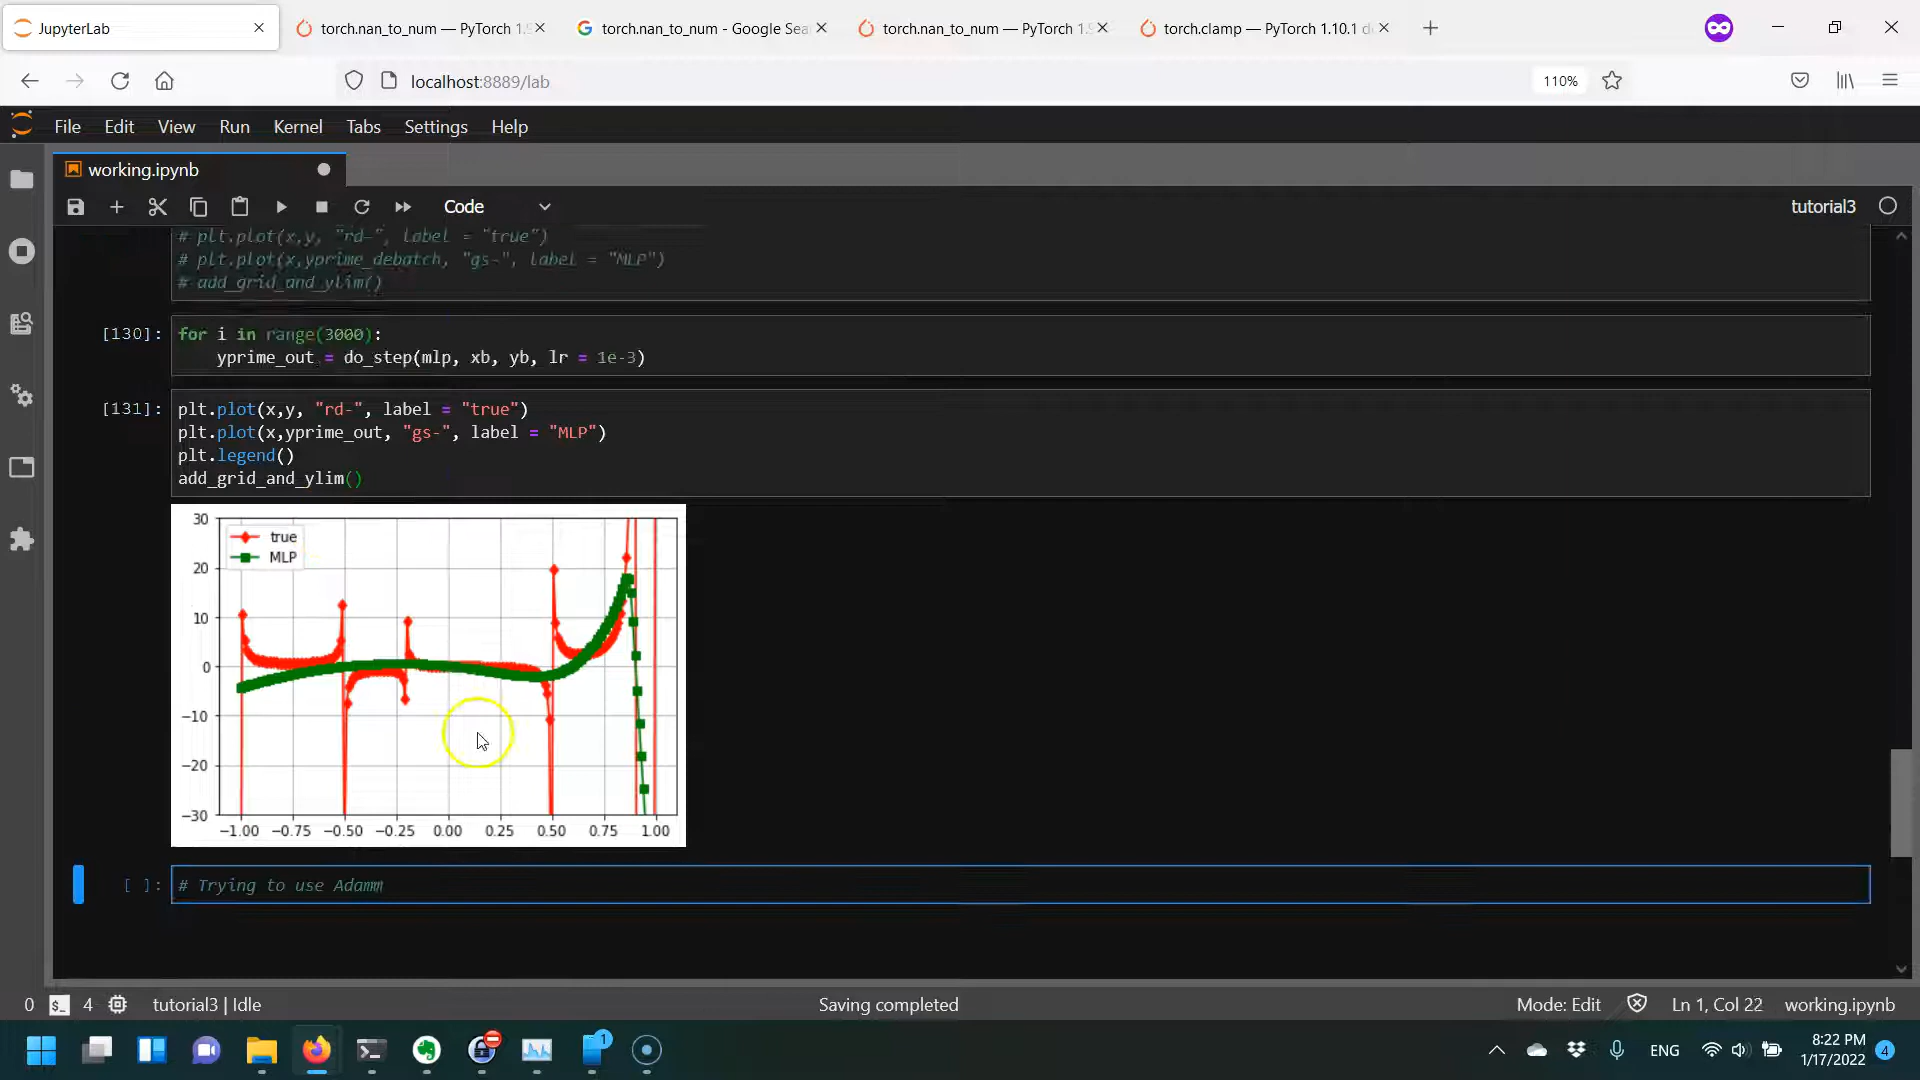 JupyterLab
torch.nan_to_num — PyTorch 1.9
torch.nan_to_num - Google Sea
torch.nan_to_num — PyTorch 1.9
torch.clamp — PyTorch 1.10.1 d
localhost:8889/lab
110%
File Edit View Run Kernel Tabs Settings Help
working.ipynb
Code
tutorial3
# plt.plot(x,y, "rd-", label = "true")
# plt.plot(x,yprime_debatch, "gs-", label = "MLP")
# add_grid_and_ylim()
[130]:
for i in range(3000):
yprime_out = do_step(mlp, xb, yb, lr = 1e-3)
[131]:
plt.plot(x,y, "rd-", label = "true")
plt.plot(x,yprime_out, "gs-", label = "MLP")
plt.legend()
add_grid_and_ylim()
true
MLP
30
20
10
0
−10
−20
−30
−1.00 −0.75 −0.50 −0.25 0.00 0.25 0.50 0.75 1.00
[ ]:
# Trying to use Adamm
0 $_ 4 tutorial3 | Idle
Saving completed
Mode: Edit Ln 1, Col 22 working.ipynb
1
ENG
8:22 PM
1/17/2022
4